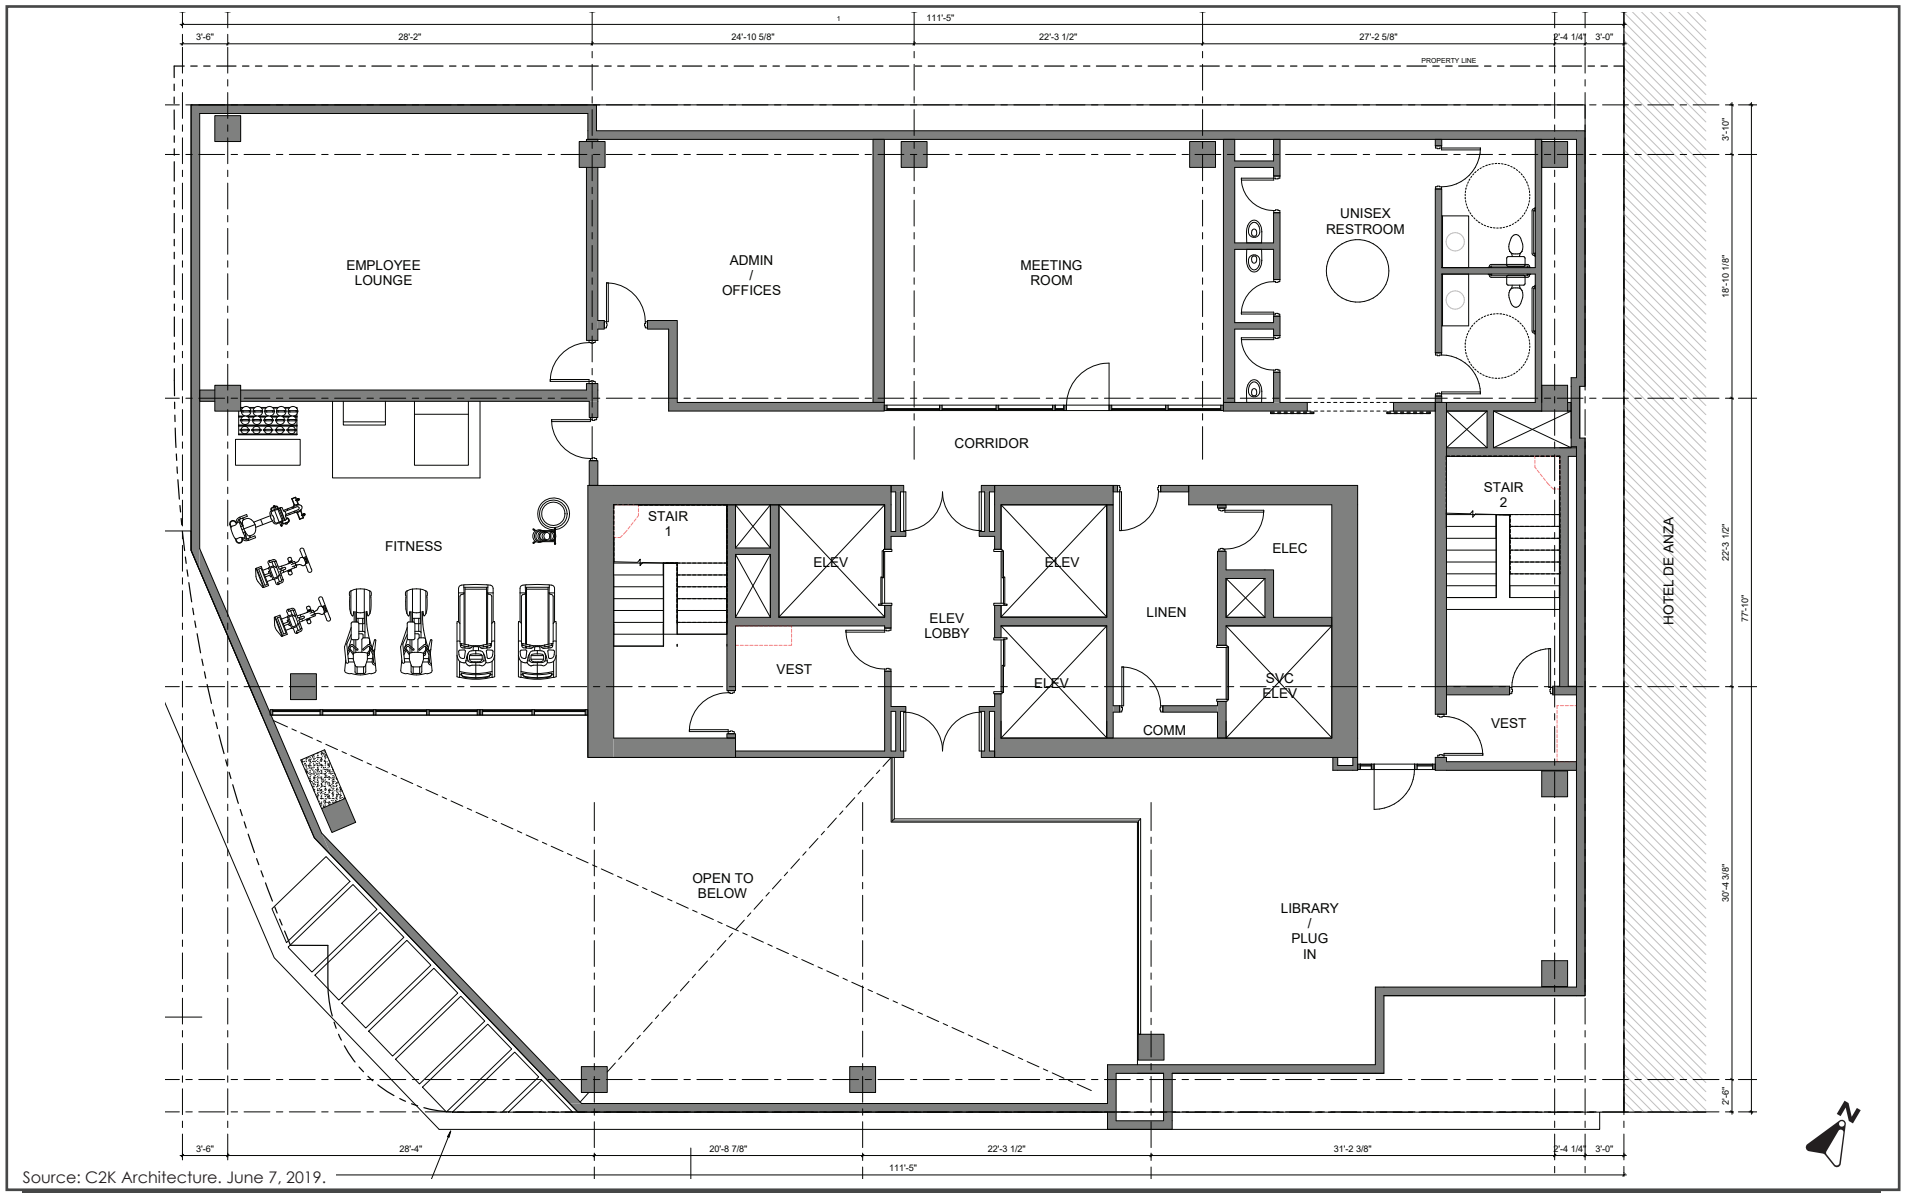 1
111'-5"
3'-6"
28'-2"
24'-10 5/8"
22'-3 1/2"
27'-2 5/8"
2'-4 1/4"
3'-0"
PROPERTY LINE
3'-10"
18'-10 1/8"
22'-3 1/2"
77'-10"
30'-4 3/8"
2'-6"
HOTEL DE ANZA
EMPLOYEE
LOUNGE
ADMIN
/
OFFICES
MEETING
ROOM
UNISEX
RESTROOM
CORRIDOR
STAIR
1
STAIR
2
FITNESS
ELEV
ELEV
ELEC
ELEV
LOBBY
LINEN
VEST
ELEV
SVC
ELEV
COMM
VEST
OPEN TO
BELOW
LIBRARY
/
PLUG
IN
N
3'-6"
28'-4"
20'-8 7/8"
22'-3 1/2"
31'-2 3/8"
2'-4 1/4"
3'-0"
111'-5"
Source: C2K Architecture. June 7, 2019.